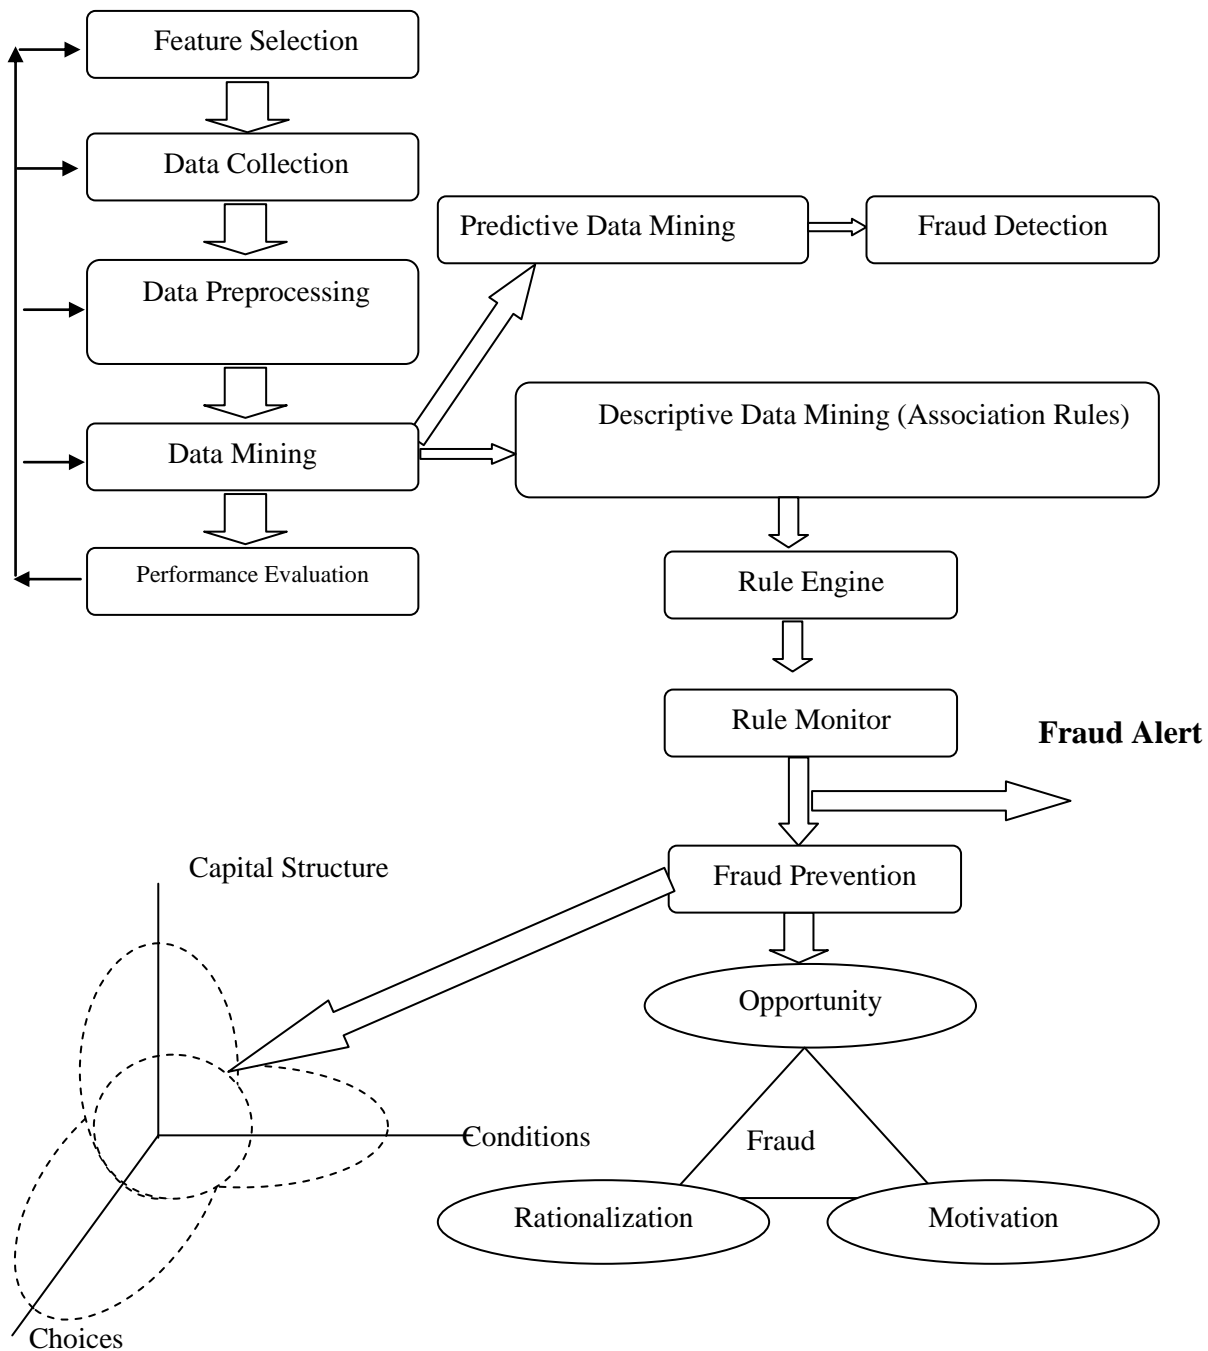 Feature Selection
Data Collection
Predictive Data Mining
Fraud Detection
Data Preprocessing
Descriptive Data Mining (Association Rules)
Data Mining
Performance Evaluation
Rule Engine
Rule Monitor
Fraud Alert
Capital Structure
Fraud Prevention
Opportunity
Conditions
Fraud
Rationalization
Motivation
Choices